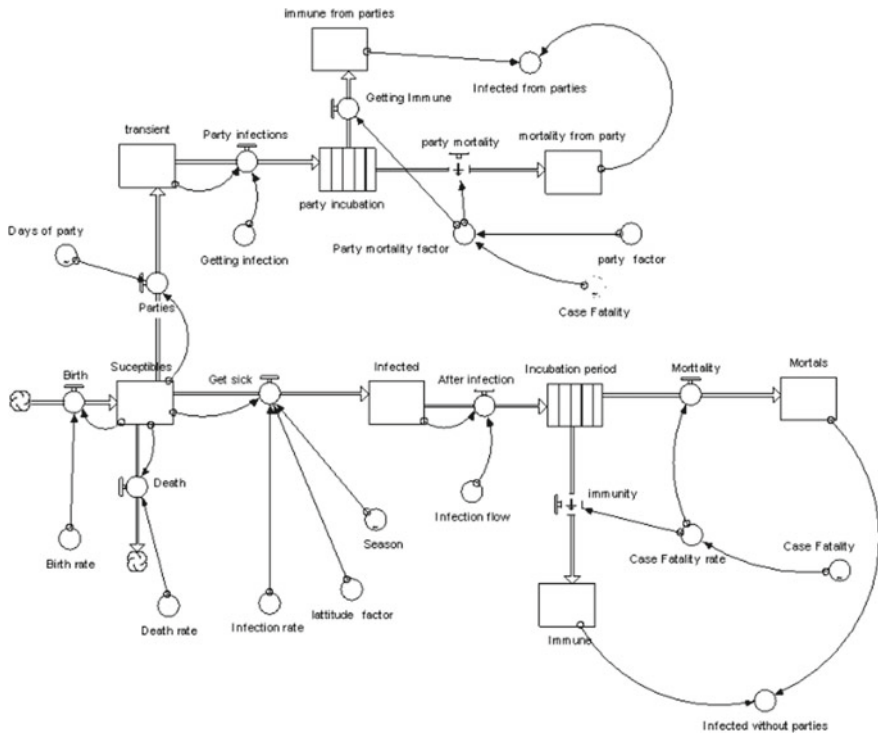 immune from parties
Infected from parties
Getting Immune
transient
Party infections
party mortality
mortality from party
party incubation
Days of party
Getting infection
Party mortality factor
party factor
Parties
Case Fatality
Birth
Suceptibles
Get sick
Infected
After infection
Incubation period
Morttality
Mortals
Death
immunity
Infection flow
Season
Birth rate
Case Fatality rate
Case Fatality
Death rate
Infection rate
lattitude factor
Immune
Infected without parties